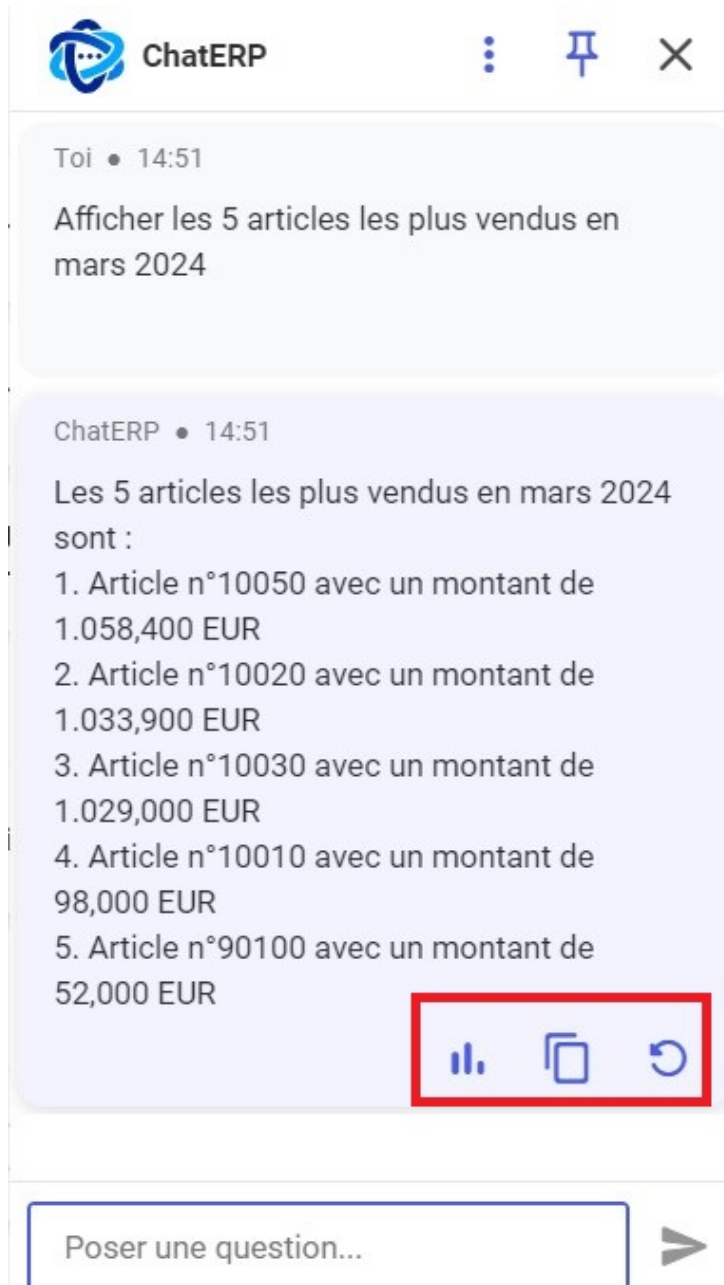 ChatERP
Toi ● 14:51
Afficher les 5 articles les plus vendus en
mars 2024
ChatERP ● 14:51
Les 5 articles les plus vendus en mars 2024
sont :
1. Article n°10050 avec un montant de
1.058,400 EUR
2. Article n°10020 avec un montant de
1.033,900 EUR
3. Article n°10030 avec un montant de
1.029,000 EUR
4. Article n°10010 avec un montant de
98,000 EUR
5. Article n°90100 avec un montant de
52,000 EUR
Poser une question...